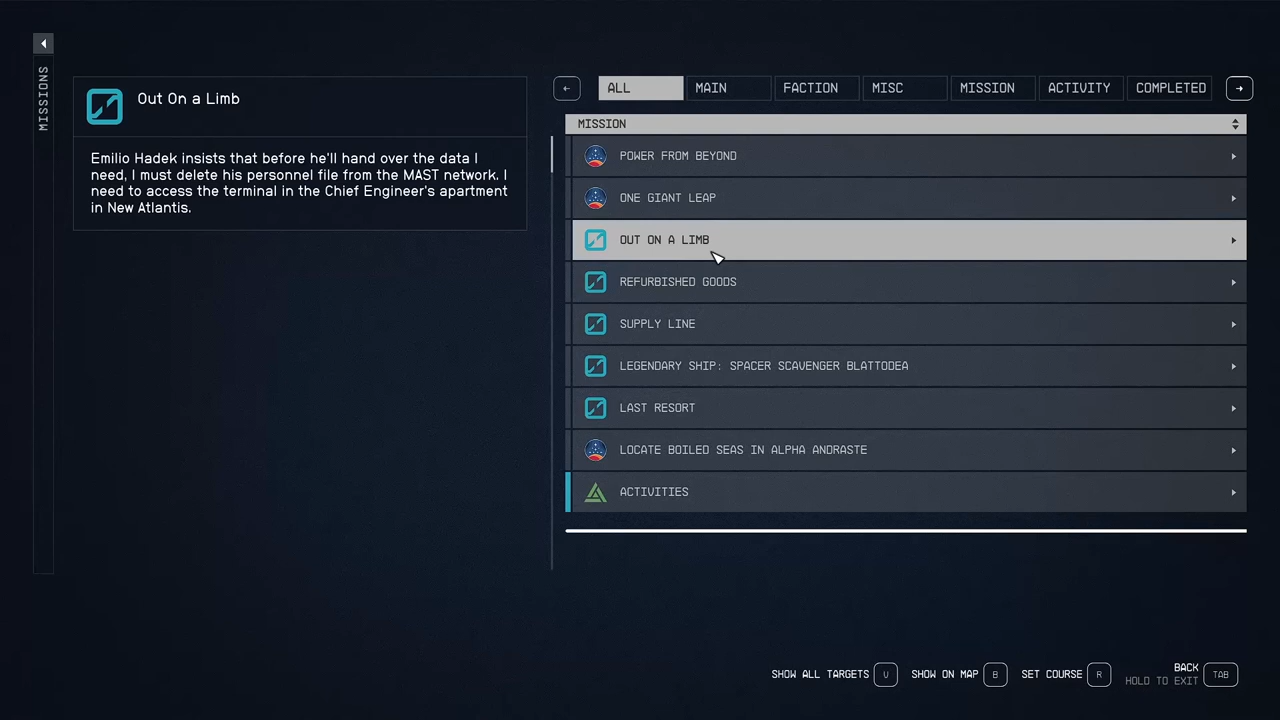 MISSIONS
Out On a Limb
Emilio Hadek insists that before he'll hand over the data I
need, I must delete his personnel file from the MAST network. I
need to access the terminal in the Chief Engineer's apartment
in New Atlantis.
ALL MAIN FACTION MISC MISSION ACTIVITY COMPLETED
MISSION
POWER FROM BEYOND
ONE GIANT LEAP
OUT ON A LIMB
REFURBISHED GOODS
SUPPLY LINE
LEGENDARY SHIP: SPACER SCAVENGER BLATTODEA
LAST RESORT
LOCATE BOILED SEAS IN ALPHA ANDRASTE
ACTIVITIES
SHOW ALL TARGETS V SHOW ON MAP B SET COURSE R BACK TAB
HOLD TO EXIT